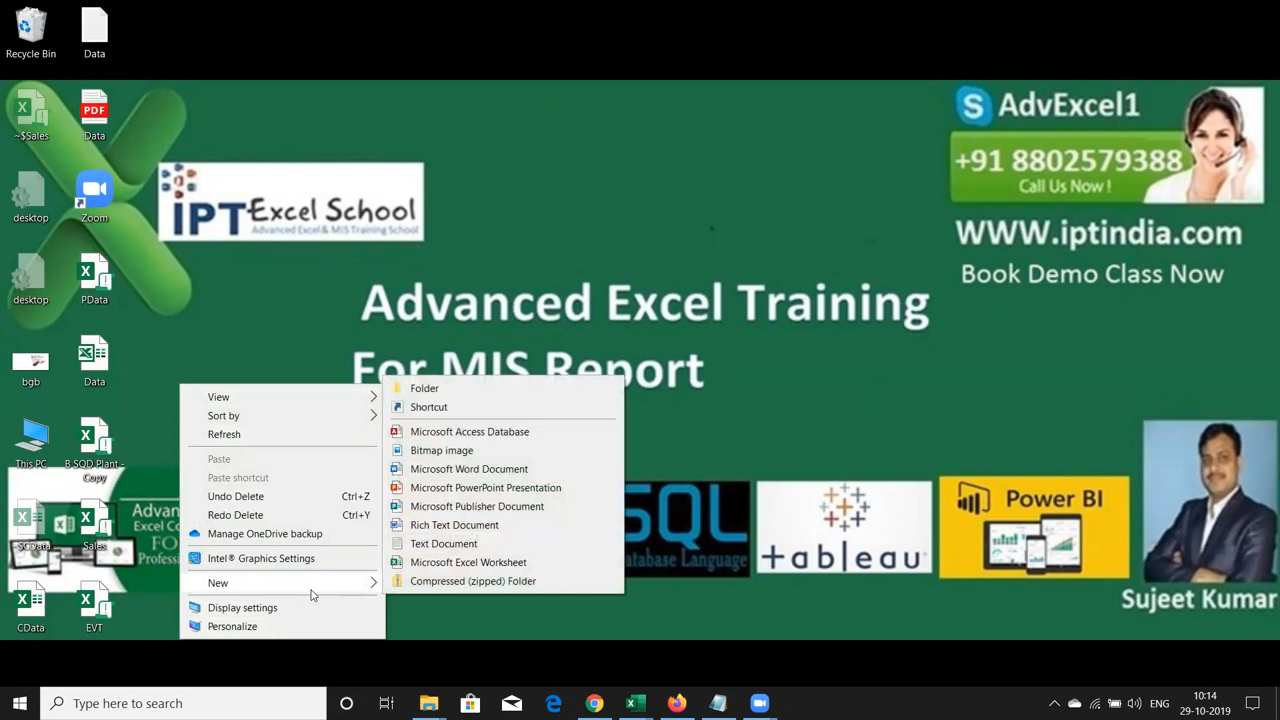 Recycle Bin
Data
~$Sales
Data
desktop
Zoom
desktop
PData
bgb
Data
This PC
B SQD Plant - Copy
~$CData
Sales
CData
EVT
IPT Excel School
Advanced Excel & MIS Training School
AdvExcel1
+91 8802579388
Call Us Now !
WWW.iptindia.com
Book Demo Class Now
Advanced Excel Training
For MIS Report
SQL
tableau
Power BI
Sujeet Kumar
View
Sort by
Refresh
Paste
Paste shortcut
Undo Delete Ctrl+Z
Redo Delete Ctrl+Y
Manage OneDrive backup
Intel® Graphics Settings
New
Display settings
Personalize
Folder
Shortcut
Microsoft Access Database
Bitmap image
Microsoft Word Document
Microsoft PowerPoint Presentation
Microsoft Publisher Document
Rich Text Document
Text Document
Microsoft Excel Worksheet
Compressed (zipped) Folder
Type here to search
ENG
10:14
29-10-2019